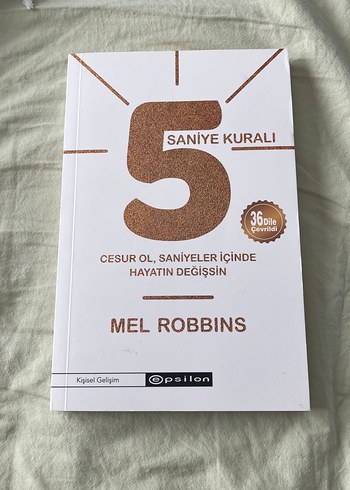 5
SANİYE KURALI
36 Dile
Çevrildi
CESUR OL, SANİYELER İÇİNDE
HAYATIN DEĞİŞSİN
MEL ROBBINS
Kişisel Gelişim
epsilon